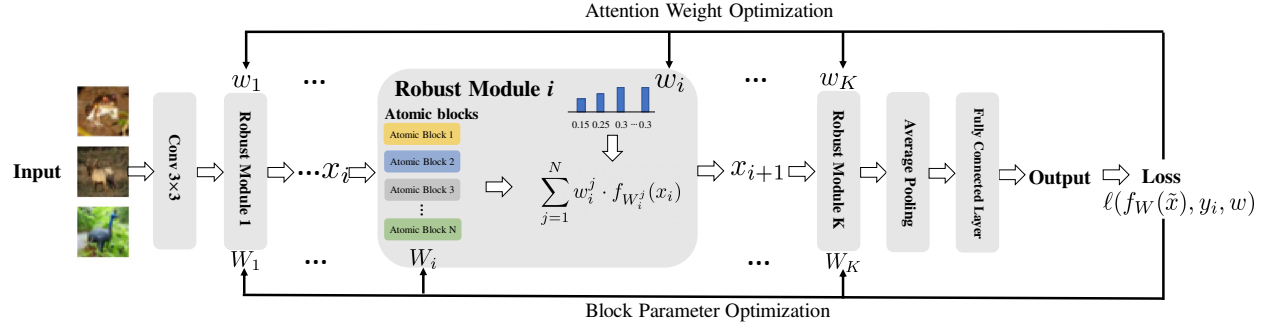 Attention Weight Optimization
w_1
...
w_i
...
w_K
Robust Module i
Atomic blocks
Atomic Block 1
Atomic Block 2
Atomic Block 3
⋮
Atomic Block N
0.15 0.25 0.3 ··· 0.3
\sum_{j=1}^{N} w_i^j \cdot f_{W_i^j}(x_i)
Input
Conv 3×3
Robust Module 1
...x_i
x_{i+1}
Robust Module K
Average Pooling
Fully Connected Layer
Output
Loss
ℓ(f_W(x̃), y_i, w)
W_1
...
W_i
...
W_K
Block Parameter Optimization